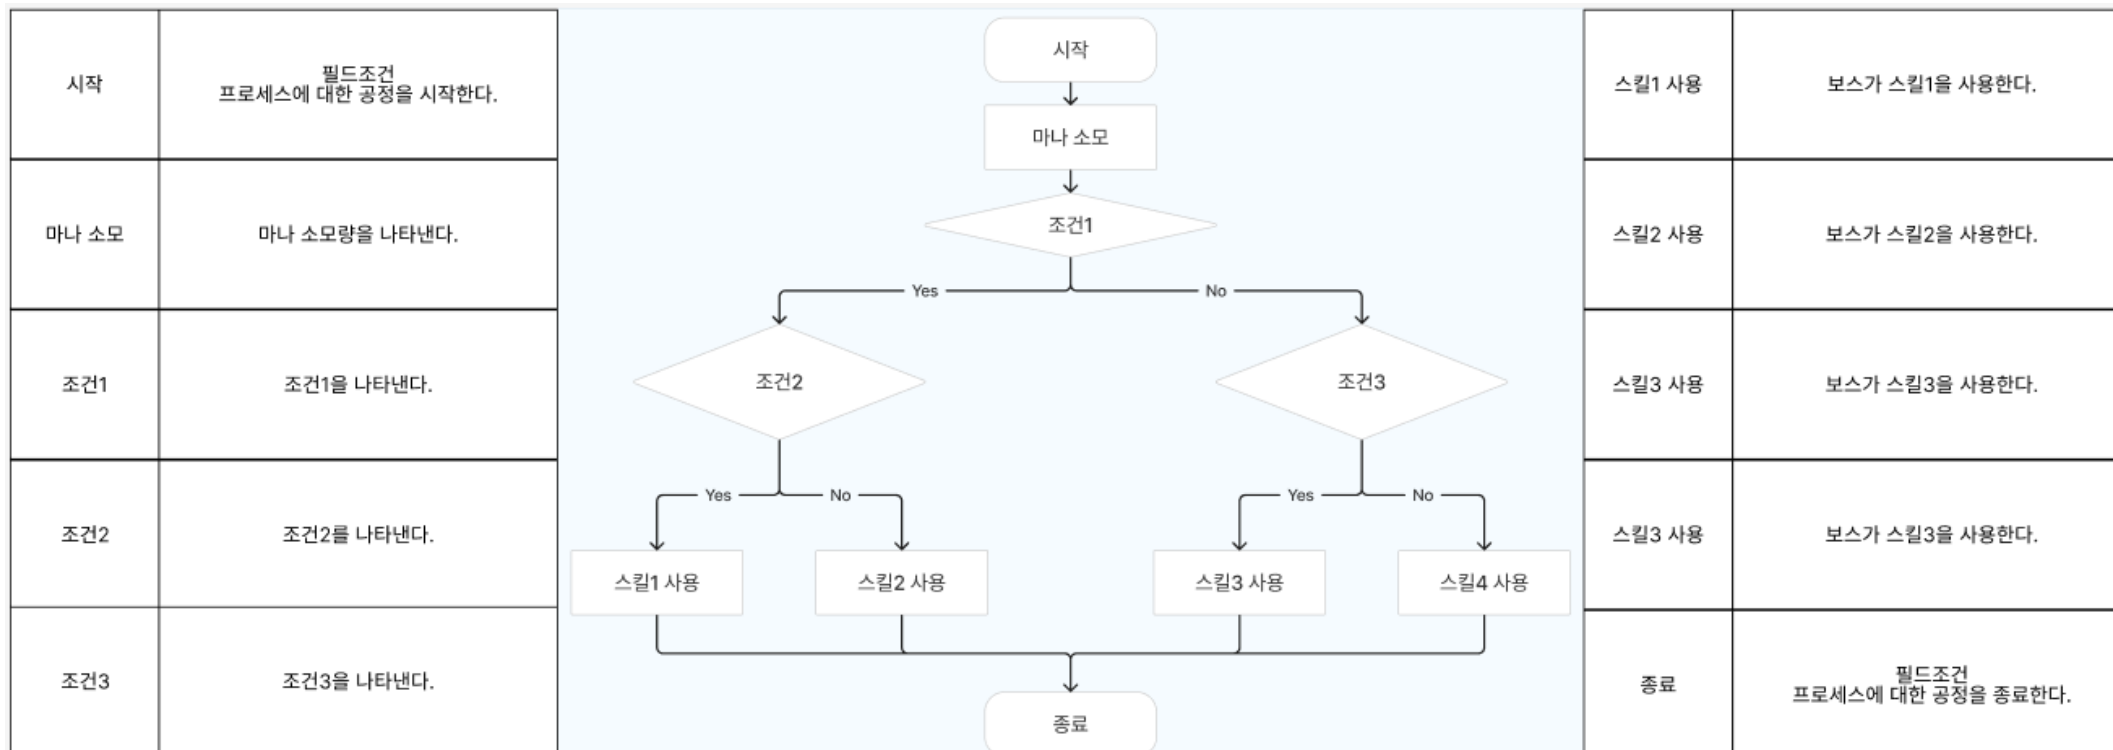 시작
필드조건
프로세스에 대한 공정을 시작한다.
마나 소모
마나 소모량을 나타낸다.
조건1
조건1을 나타낸다.
조건2
조건2를 나타낸다.
조건3
조건3을 나타낸다.
시작
마나 소모
조건1
Yes
No
조건2
조건3
Yes
No
Yes
No
스킬1 사용
스킬2 사용
스킬3 사용
스킬4 사용
종료
스킬1 사용
보스가 스킬1을 사용한다.
스킬2 사용
보스가 스킬2을 사용한다.
스킬3 사용
보스가 스킬3을 사용한다.
스킬3 사용
보스가 스킬3을 사용한다.
종료
필드조건
프로세스에 대한 공정을 종료한다.